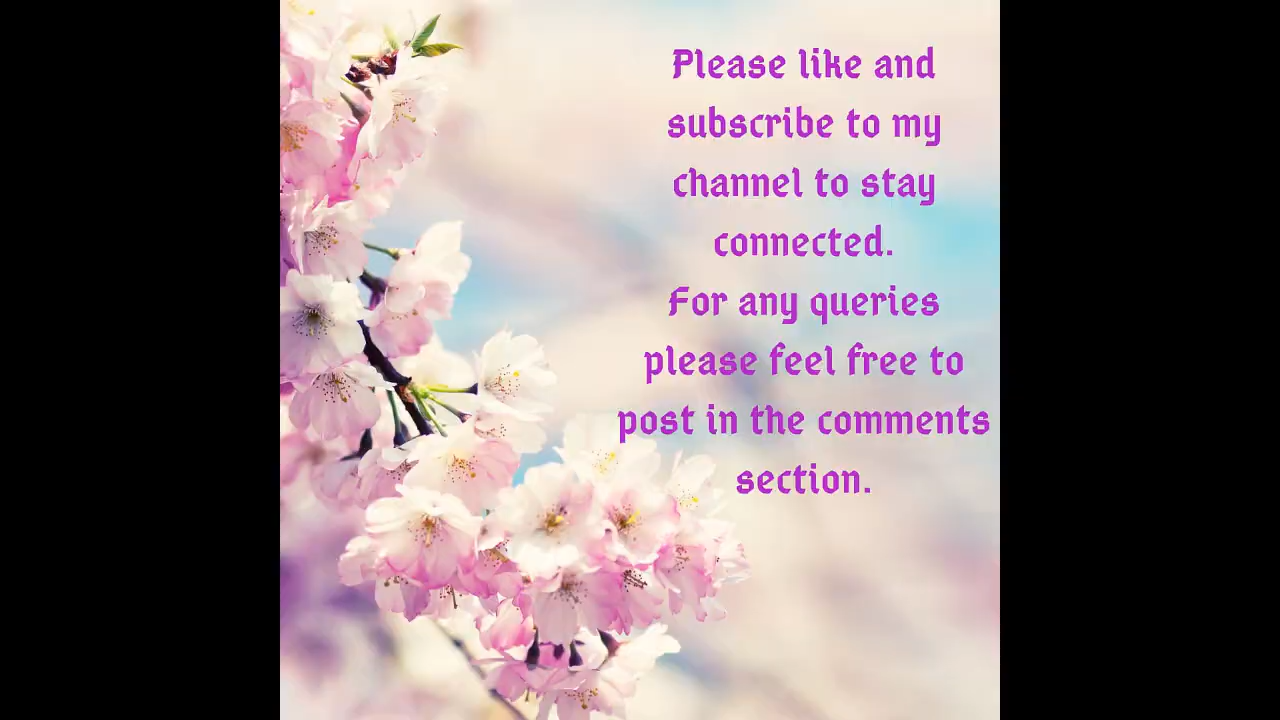 Please like and
subscribe to my
channel to stay
connected.
For any queries
please feel free to
post in the comments
section.